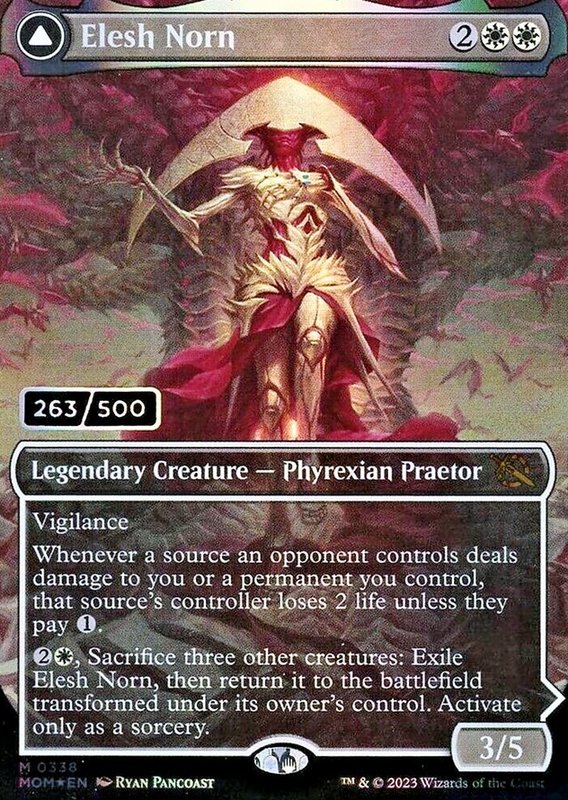 Elesh Norn 2
263/500
Legendary Creature — Phyrexian Praetor
Vigilance
Whenever a source an opponent controls deals
damage to you or a permanent you control,
that source's controller loses 2 life unless they
pay 1.
2, Sacrifice three other creatures: Exile
Elesh Norn, then return it to the battlefield
transformed under its owner's control. Activate
only as a sorcery.
3/5
M 0338
MOM★EN Ryan Pancoast ™ & © 2023 Wizards of the Coast